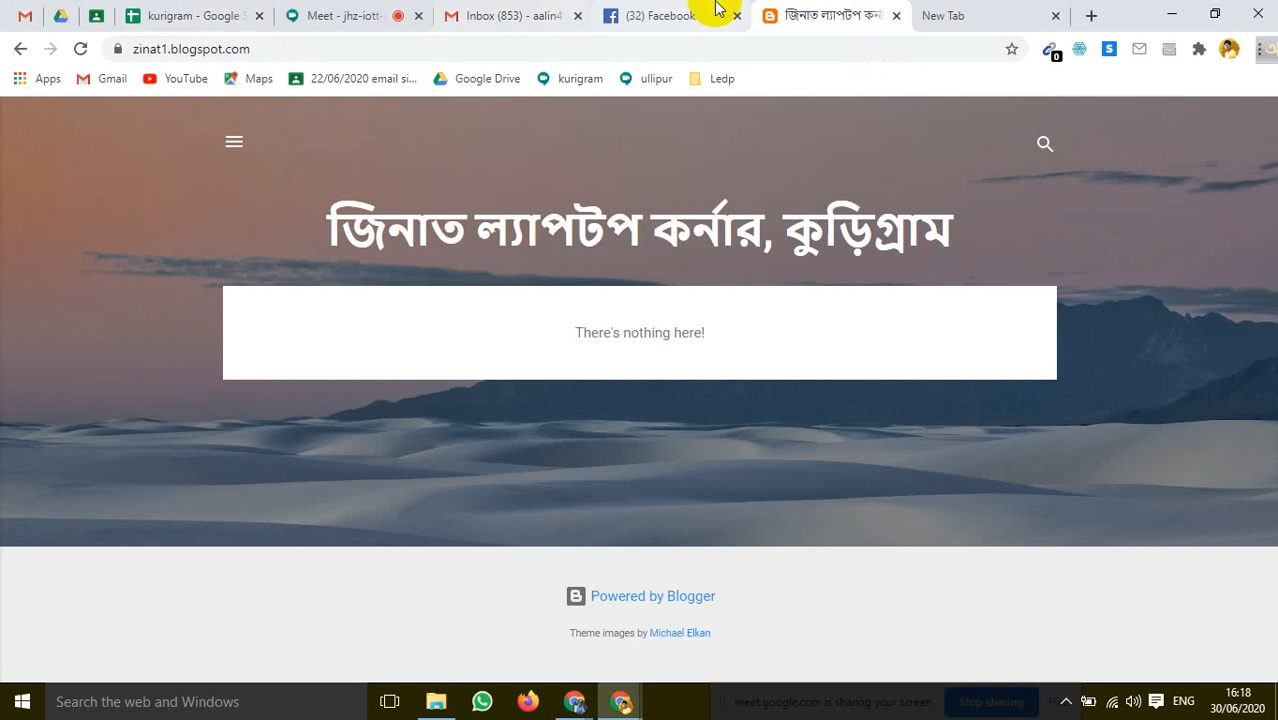 kurigram - Google S
Meet - jhz-iott-
Inbox (853) - aalin4
(32) Facebook
জিনাত ল্যাপটপ কর্না
New Tab
zinat1.blogspot.com
0
Apps
Gmail
YouTube
Maps
22/06/2020 email si...
Google Drive
kurigram
ullipur
Ledp
জিনাত ল্যাপটপ কর্নার, কুড়িগ্রাম
There's nothing here!
Powered by Blogger
Theme images by Michael Elkan
Search the web and Windows
meet.google.com is sharing your screen
Stop sharing
ENG
16:18
30/06/2020